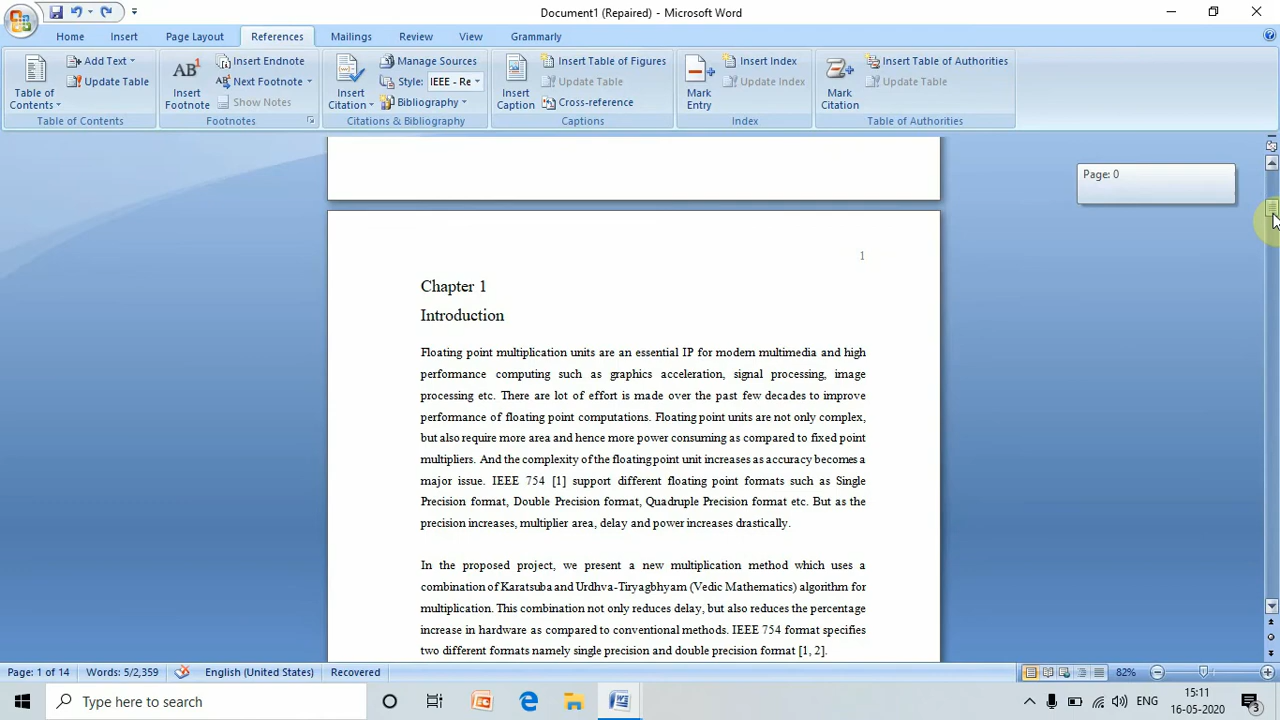 Document1 (Repaired) - Microsoft Word
Home Insert Page Layout References Mailings Review View Grammarly
Table of Contents
Add Text
Update Table
Table of Contents
AB1
Insert Footnote
Insert Endnote
Next Footnote
Show Notes
Footnotes
Insert Citation
Manage Sources
Style: IEEE - Re
Bibliography
Citations & Bibliography
Insert Caption
Insert Table of Figures
Update Table
Cross-reference
Captions
Mark Entry
Insert Index
Update Index
Index
Mark Citation
Insert Table of Authorities
Update Table
Table of Authorities
Page: 0
1
Chapter 1
Introduction
Floating point multiplication units are an essential IP for modern multimedia and high
performance computing such as graphics acceleration, signal processing, image
processing etc. There are lot of effort is made over the past few decades to improve
performance of floating point computations. Floating point units are not only complex,
but also require more area and hence more power consuming as compared to fixed point
multipliers. And the complexity of the floating point unit increases as accuracy becomes a
major issue. IEEE 754 [1] support different floating point formats such as Single
Precision format, Double Precision format, Quadruple Precision format etc. But as the
precision increases, multiplier area, delay and power increases drastically.
In the proposed project, we present a new multiplication method which uses a
combination of Karatsuba and Urdhva-Tiryagbhyam (Vedic Mathematics) algorithm for
multiplication. This combination not only reduces delay, but also reduces the percentage
increase in hardware as compared to conventional methods. IEEE 754 format specifies
two different formats namely single precision and double precision format [1, 2].
Page: 1 of 14 Words: 5/2,359 English (United States) Recovered 82%
Type here to search
ENG
15:11
16-05-2020
3